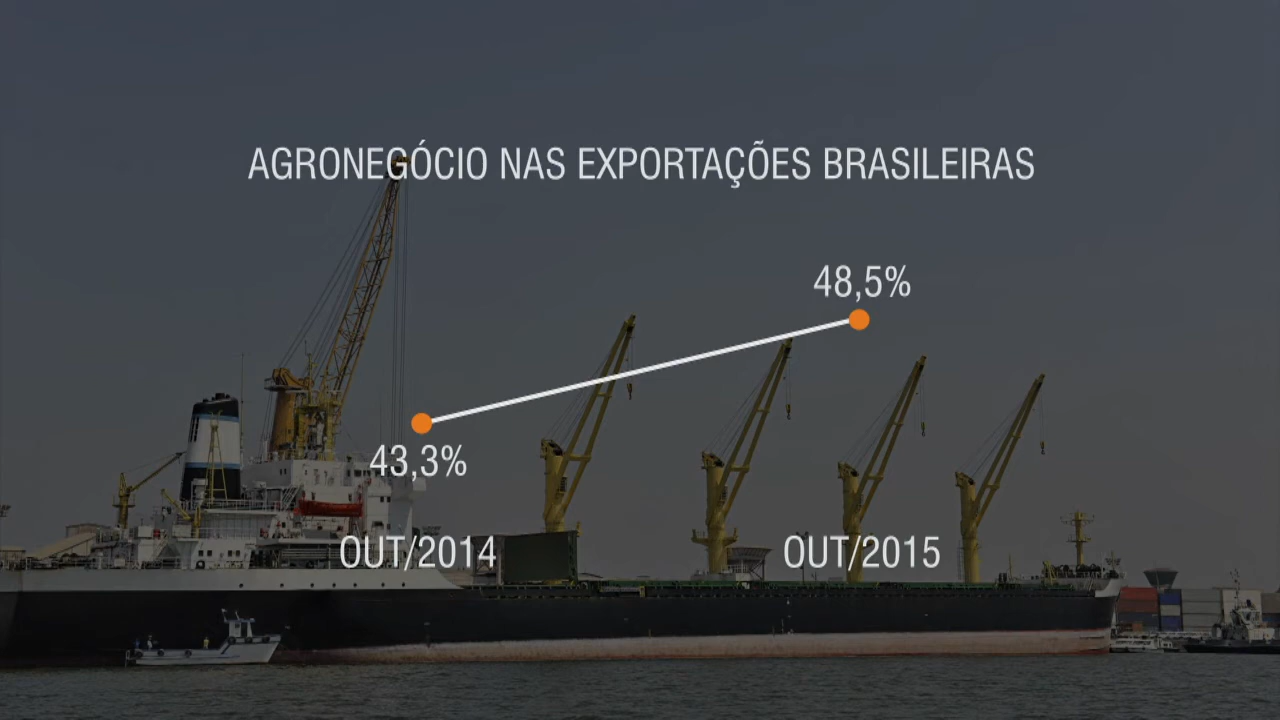 AGRONEGÓCIO NAS EXPORTAÇÕES BRASILEIRAS
48,5%
43,3%
OUT/2014 OUT/2015